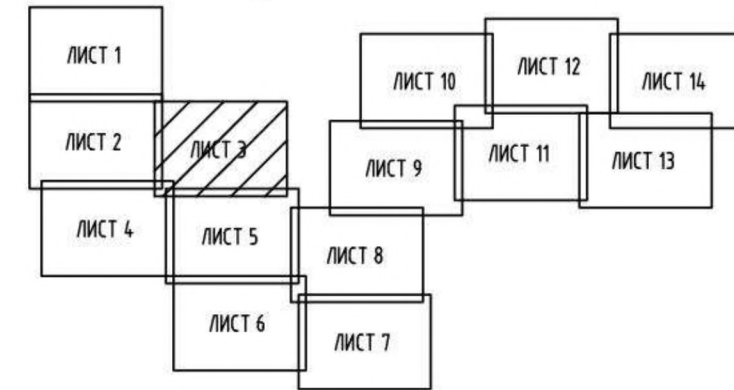 ЛИСТ 1
ЛИСТ 2
ЛИСТ 3
ЛИСТ 4
ЛИСТ 5
ЛИСТ 6
ЛИСТ 7
ЛИСТ 8
ЛИСТ 9
ЛИСТ 10
ЛИСТ 11
ЛИСТ 12
ЛИСТ 13
ЛИСТ 14